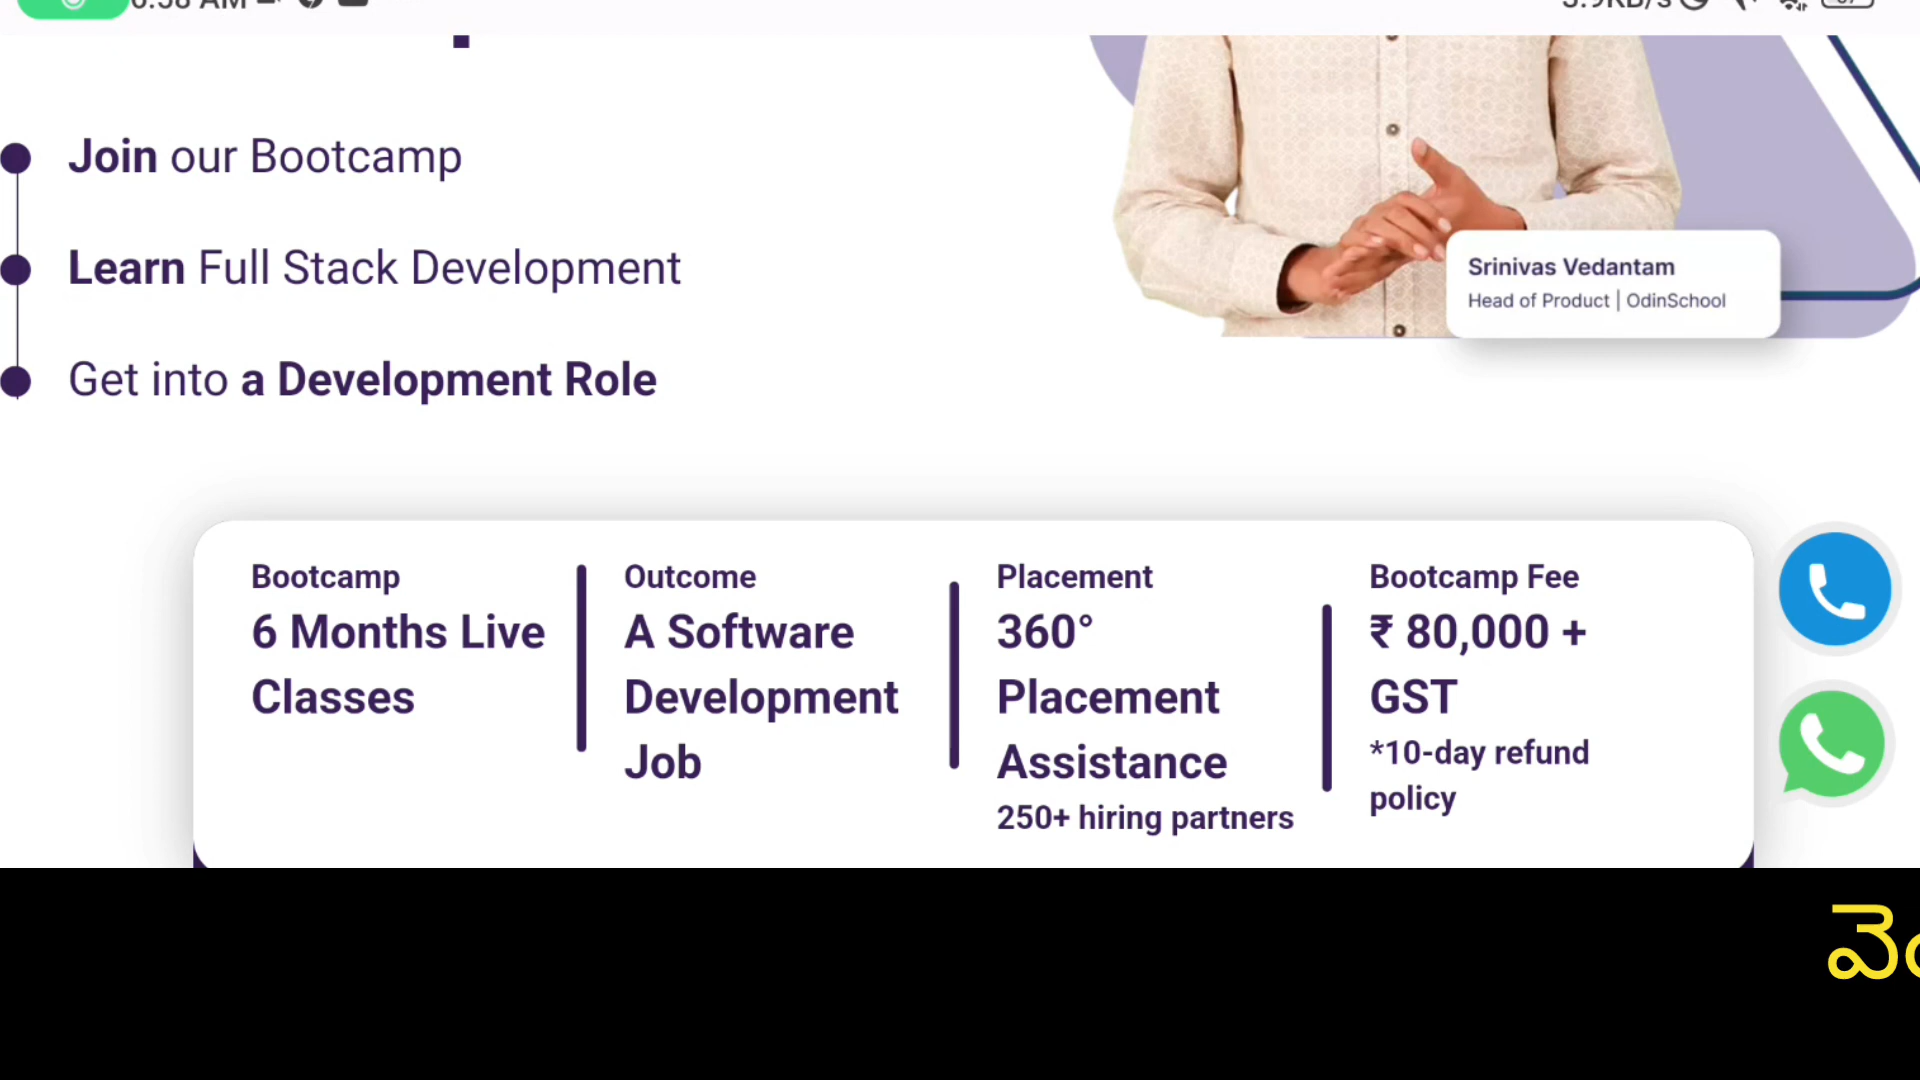 Join our Bootcamp
Learn Full Stack Development
Get into a Development Role
Srinivas Vedantam
Head of Product | OdinSchool
Bootcamp
6 Months Live
Classes
Outcome
A Software
Development
Job
Placement
360°
Placement
Assistance
250+ hiring partners
Bootcamp Fee
₹ 80,000 +
GST
*10-day refund
policy